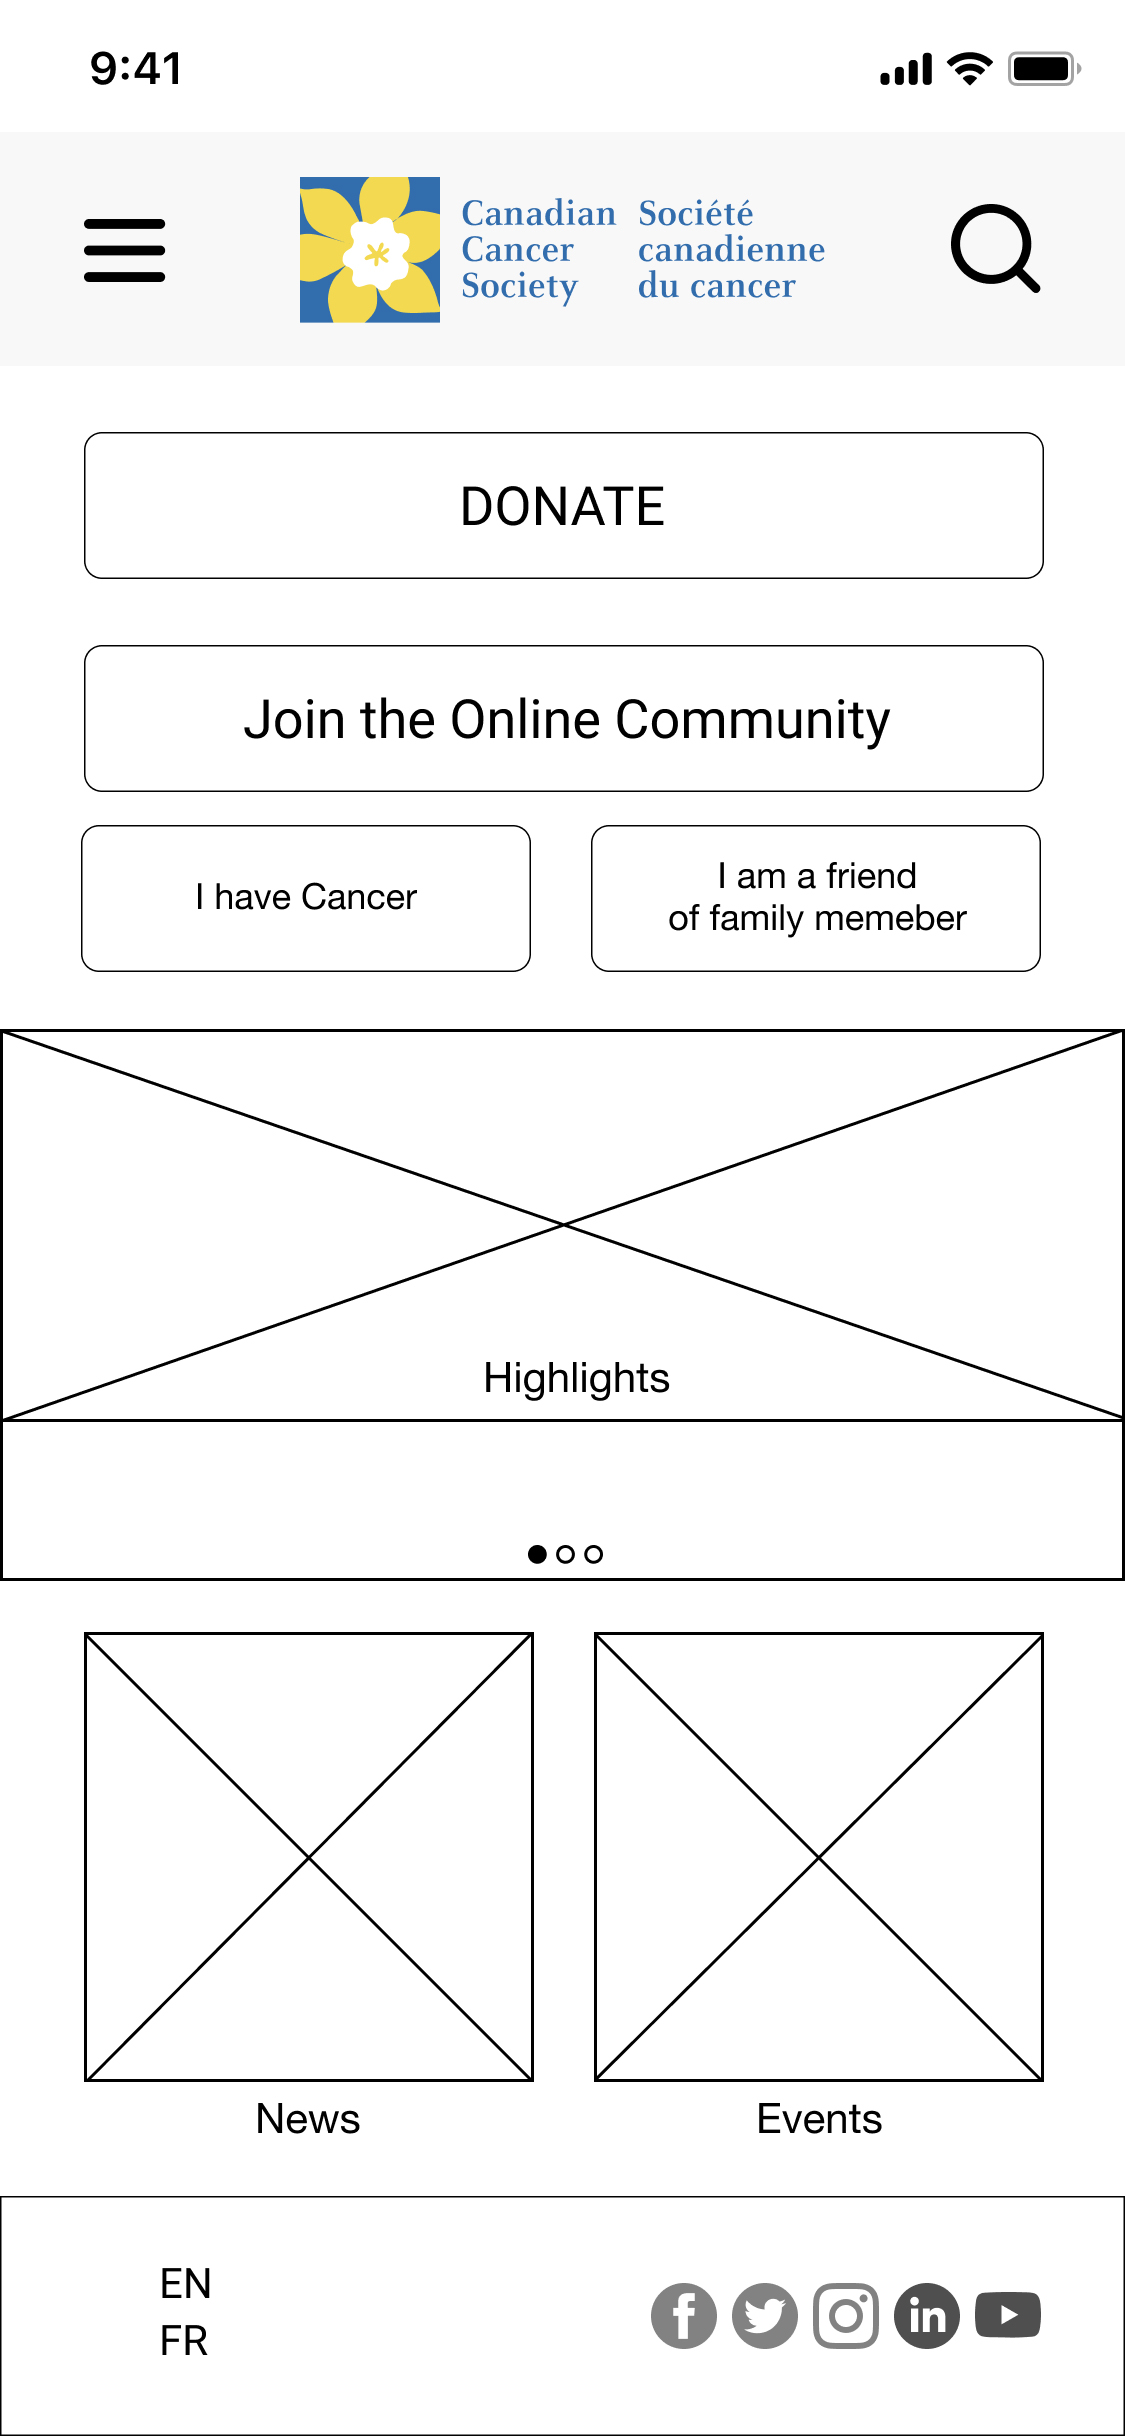 9:41
Canadian
Cancer
Society
Société
canadienne
du cancer
DONATE
Join the Online Community
I have Cancer
I am a friend
of family memeber
Highlights
News
Events
EN
FR